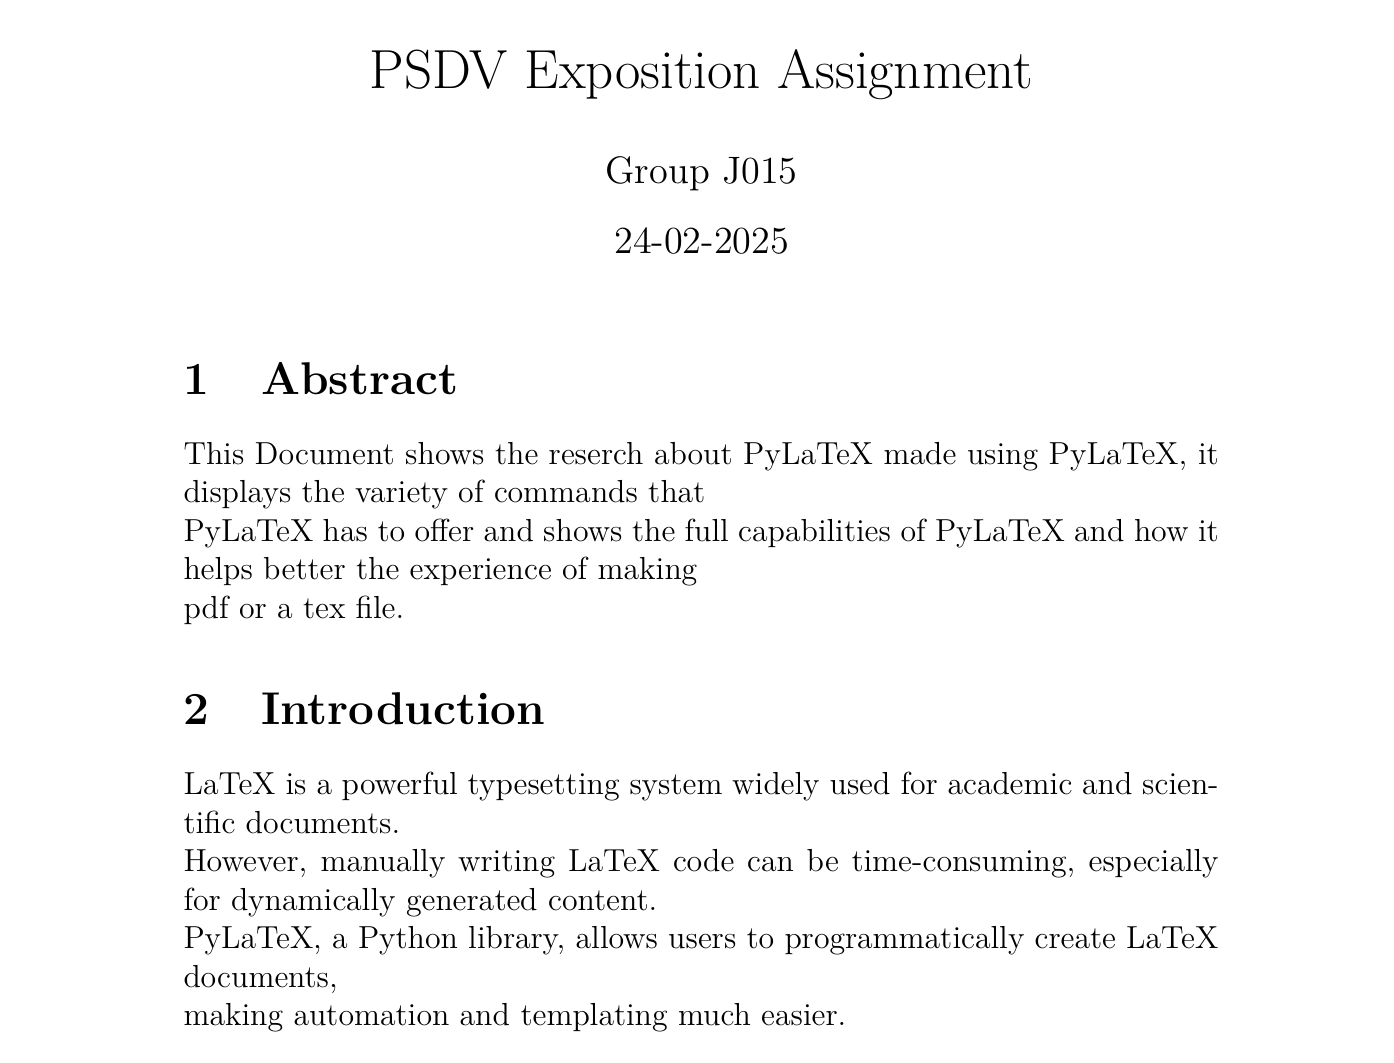 PSDV Exposition Assignment
Group J015
24-02-2025
1 Abstract
This Document shows the reserch about PyLaTeX made using PyLaTeX, it
displays the variety of commands that
PyLaTeX has to offer and shows the full capabilities of PyLaTeX and how it
helps better the experience of making
pdf or a tex file.
2 Introduction
LaTeX is a powerful typesetting system widely used for academic and scien-
tific documents.
However, manually writing LaTeX code can be time-consuming, especially
for dynamically generated content.
PyLaTeX, a Python library, allows users to programmatically create LaTeX
documents,
making automation and templating much easier.